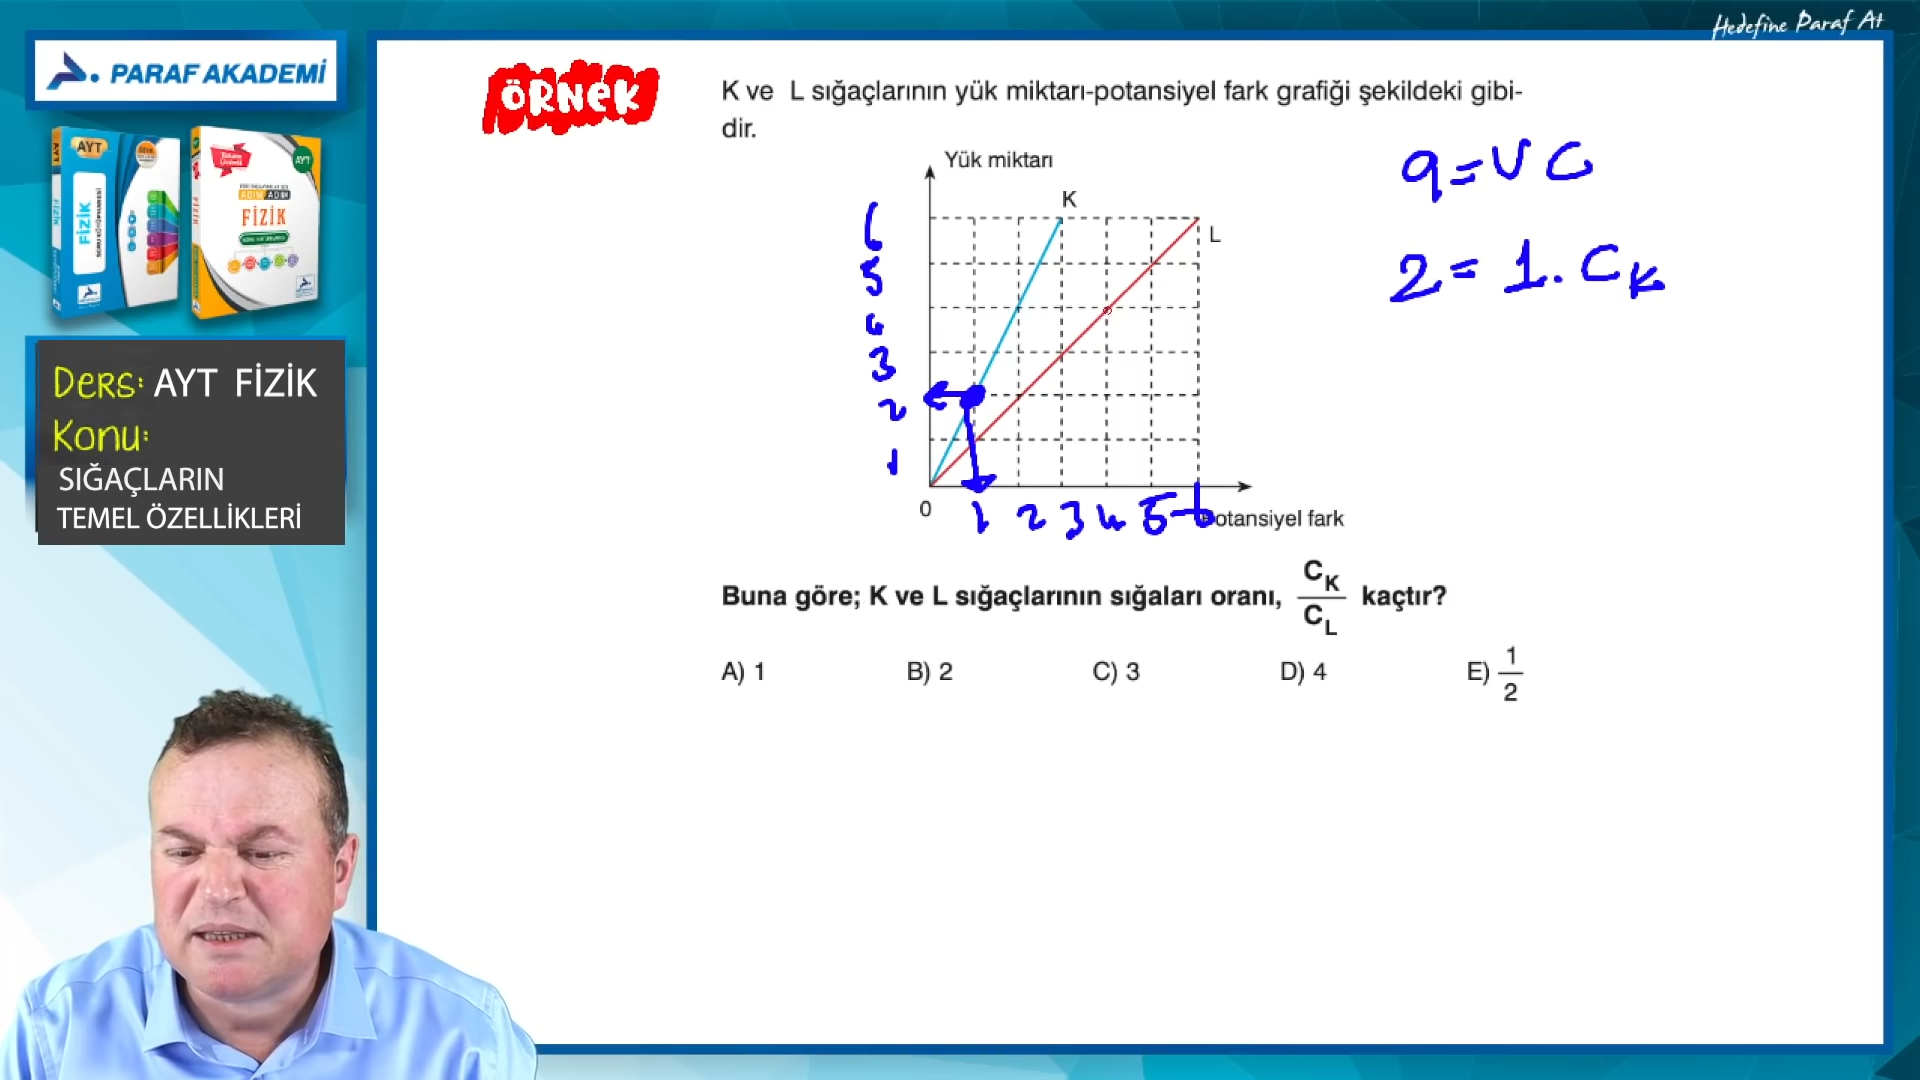 Hedefine Paraf At
PARAF AKADEMİ
ÖRNEK
K ve L sığaçlarının yük miktarı-potansiyel fark grafiği şekildeki gibi-
dir.
Yük miktarı
K
L
6
5
4
3
2
1
0
1 2 3 4 5 6
Potansiyel fark
q=VC
2=1.CK
AYT
FİZİK
AYT
FİZİK
Ders: AYT FİZİK
Konu:
SIĞAÇLARIN
TEMEL ÖZELLİKLERİ
Buna göre; K ve L sığaçlarının sığaları oranı, CK/CL kaçtır?
A) 1 B) 2 C) 3 D) 4 E) 1/2